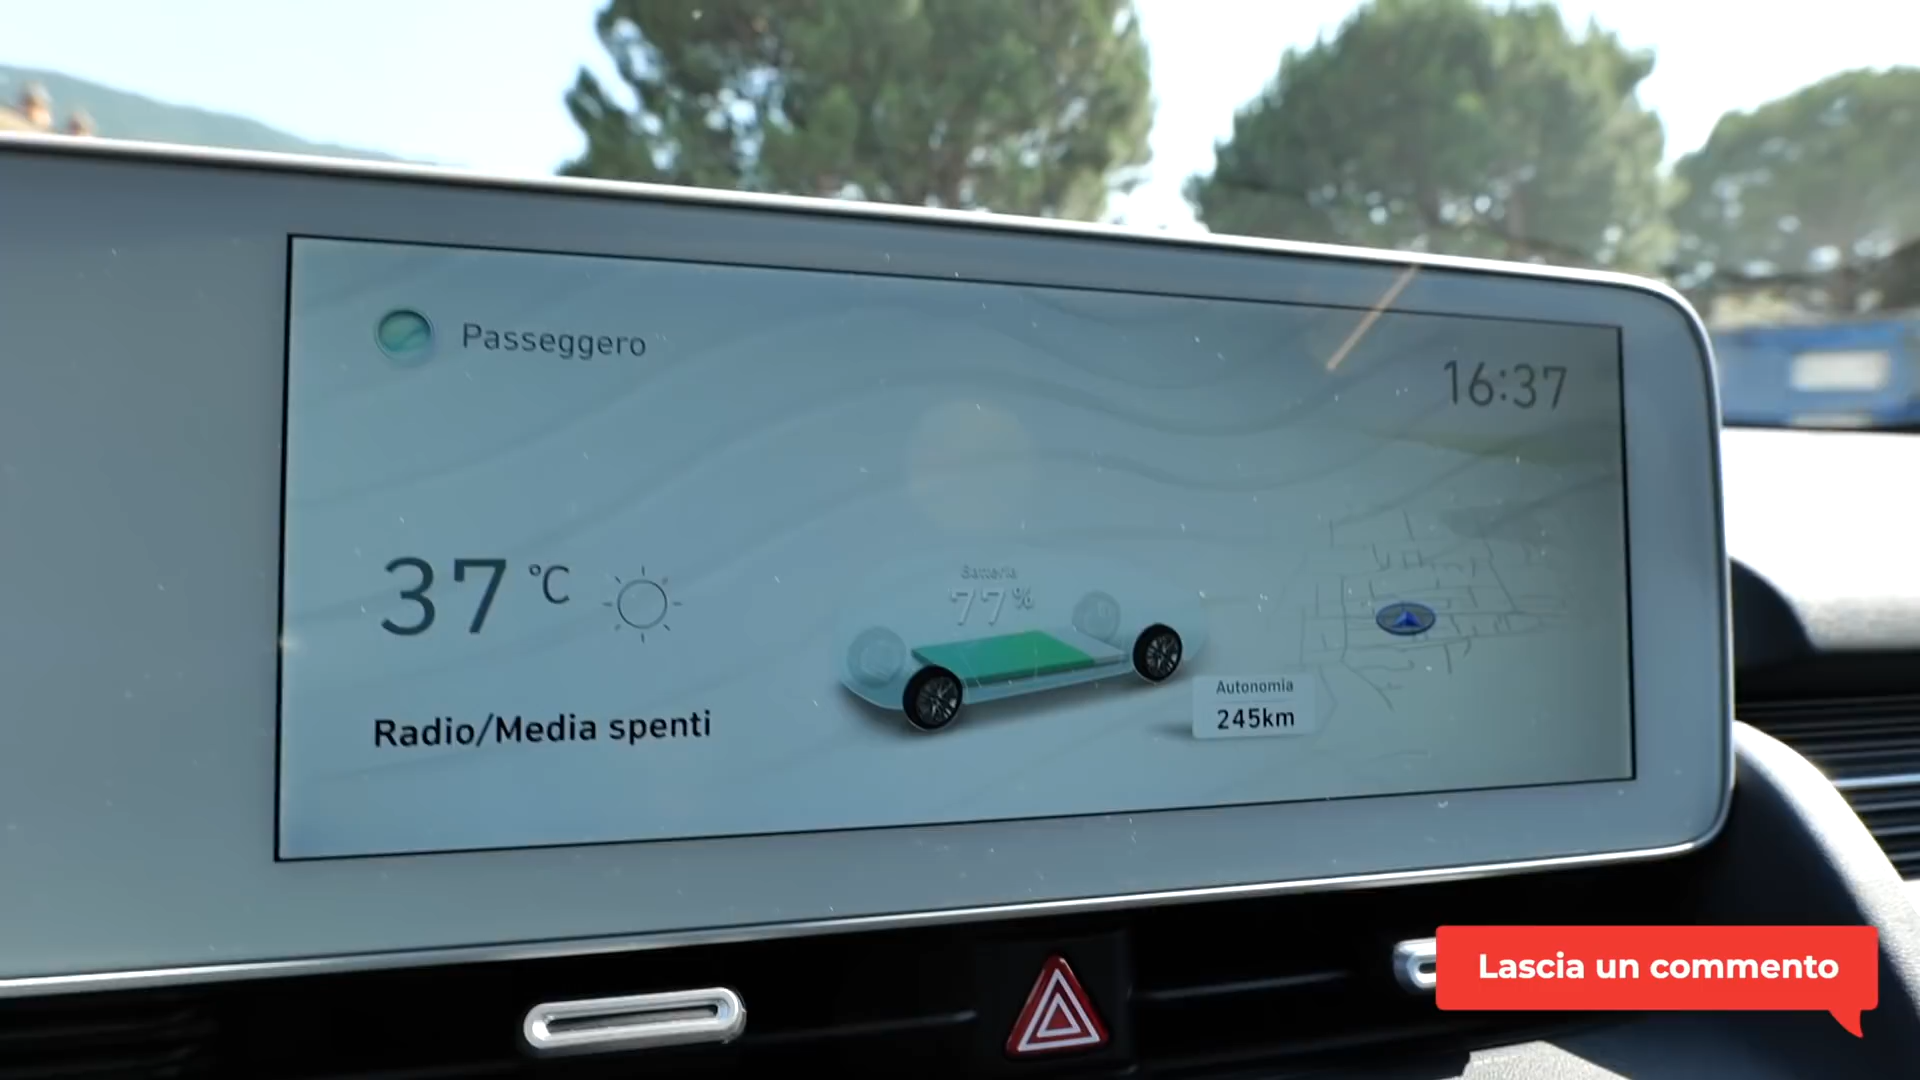 Passeggero
16:37
37 °C
Batteria
77%
Autonomia
245km
Radio/Media spenti
Lascia un commento